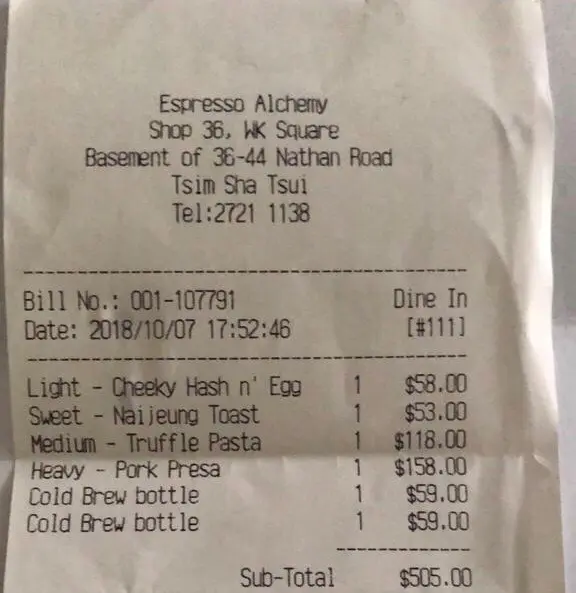 Espresso Alchemy
Shop 36, WK Square
Basement of 36-44 Nathan Road
Tsim Sha Tsui
Tel:2721 1138
Bill No.: 001-107791 Dine In
Date: 2018/10/07 17:52:46 [#111]
Light - Cheeky Hash n' Egg 1 $58.00
Sweet - Naijeung Toast 1 $53.00
Medium - Truffle Pasta 1 $118.00
Heavy - Pork Presa 1 $158.00
Cold Brew bottle 1 $59.00
Cold Brew bottle 1 $59.00
Sub-Total $505.00